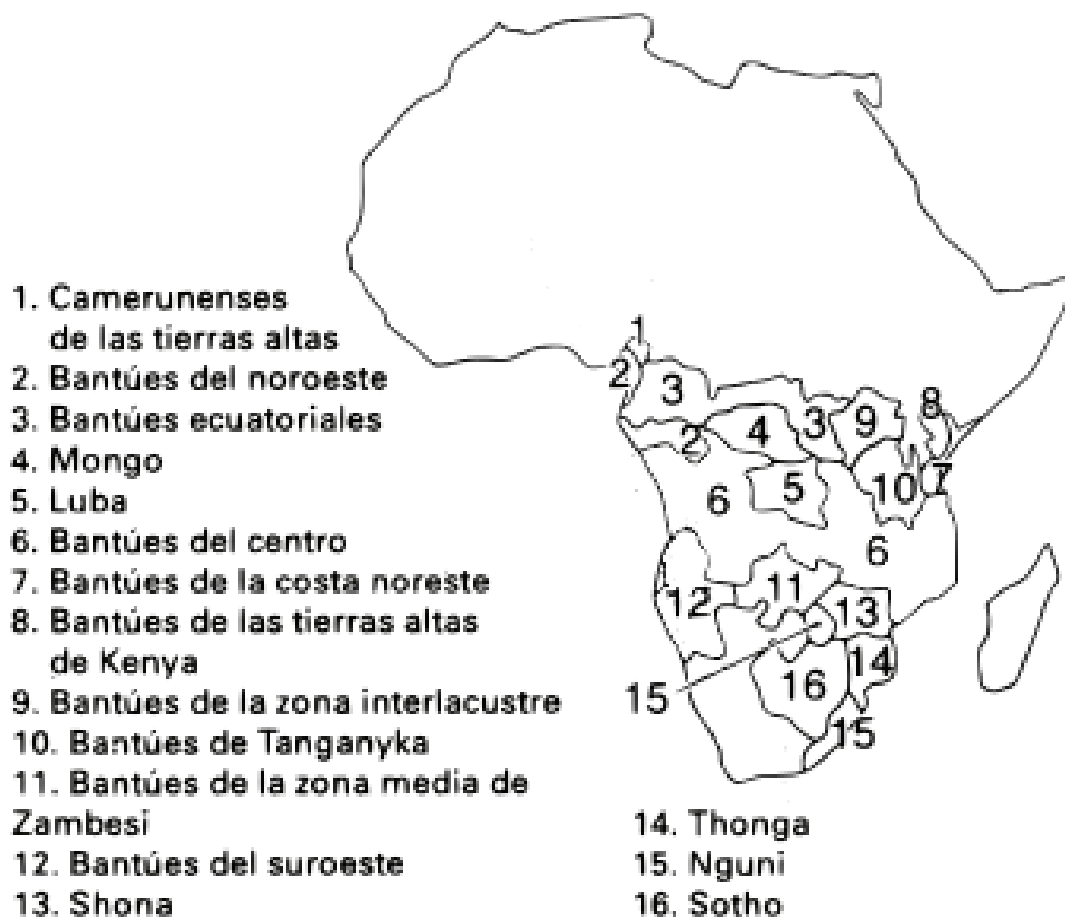 1. Camerunenses
de las tierras altas
2. Bantúes del noroeste
3. Bantúes ecuatoriales
4. Mongo
5. Luba
6. Bantúes del centro
7. Bantúes de la costa noreste
8. Bantúes de las tierras altas
de Kenya
9. Bantúes de la zona interlacustre
10. Bantúes de Tanganyka
11. Bantúes de la zona media de
Zambesi
12. Bantúes del suroeste
13. Shona
14. Thonga
15. Nguni
16. Sotho
1
2
3
8
9
3
4
2
7
10
5
6
6
11
12
13
14
16
15
15